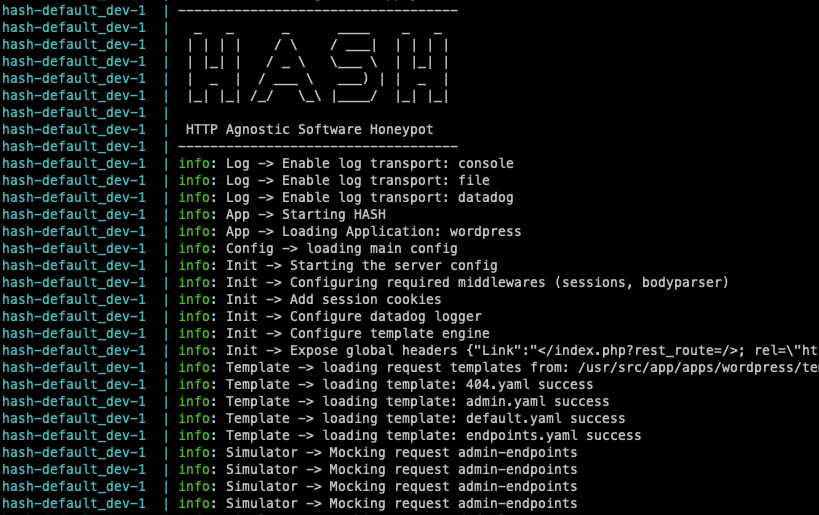 hash-default_dev-1 | -----------------------------------
hash-default_dev-1 |   _   _      _      ____    _   _
hash-default_dev-1 |  | | | |    / \    / ___|  | | | |
hash-default_dev-1 |  | |_| |   / _ \   \___ \  | |_| |
hash-default_dev-1 |  |  _  |  / ___ \   ___) | |  _  |
hash-default_dev-1 |  |_| |_| /_/   \_\ |____/  |_| |_|
hash-default_dev-1 |
hash-default_dev-1 |  HTTP Agnostic Software Honeypot
hash-default_dev-1 | -----------------------------------
hash-default_dev-1 | info: Log -> Enable log transport: console
hash-default_dev-1 | info: Log -> Enable log transport: file
hash-default_dev-1 | info: Log -> Enable log transport: datadog
hash-default_dev-1 | info: App -> Starting HASH
hash-default_dev-1 | info: App -> Loading Application: wordpress
hash-default_dev-1 | info: Config -> loading main config
hash-default_dev-1 | info: Init -> Starting the server config
hash-default_dev-1 | info: Init -> Configuring required middlewares (sessions, bodyparser)
hash-default_dev-1 | info: Init -> Add session cookies
hash-default_dev-1 | info: Init -> Configure datadog logger
hash-default_dev-1 | info: Init -> Configure template engine
hash-default_dev-1 | info: Init -> Expose global headers {"Link":"</index.php?rest_route=/>; rel=\"ht
hash-default_dev-1 | info: Template -> loading request templates from: /usr/src/app/apps/wordpress/te
hash-default_dev-1 | info: Template -> loading template: 404.yaml success
hash-default_dev-1 | info: Template -> loading template: admin.yaml success
hash-default_dev-1 | info: Template -> loading template: default.yaml success
hash-default_dev-1 | info: Template -> loading template: endpoints.yaml success
hash-default_dev-1 | info: Simulator -> Mocking request admin-endpoints
hash-default_dev-1 | info: Simulator -> Mocking request admin-endpoints
hash-default_dev-1 | info: Simulator -> Mocking request admin-endpoints
hash-default_dev-1 | info: Simulator -> Mocking request admin-endpoints